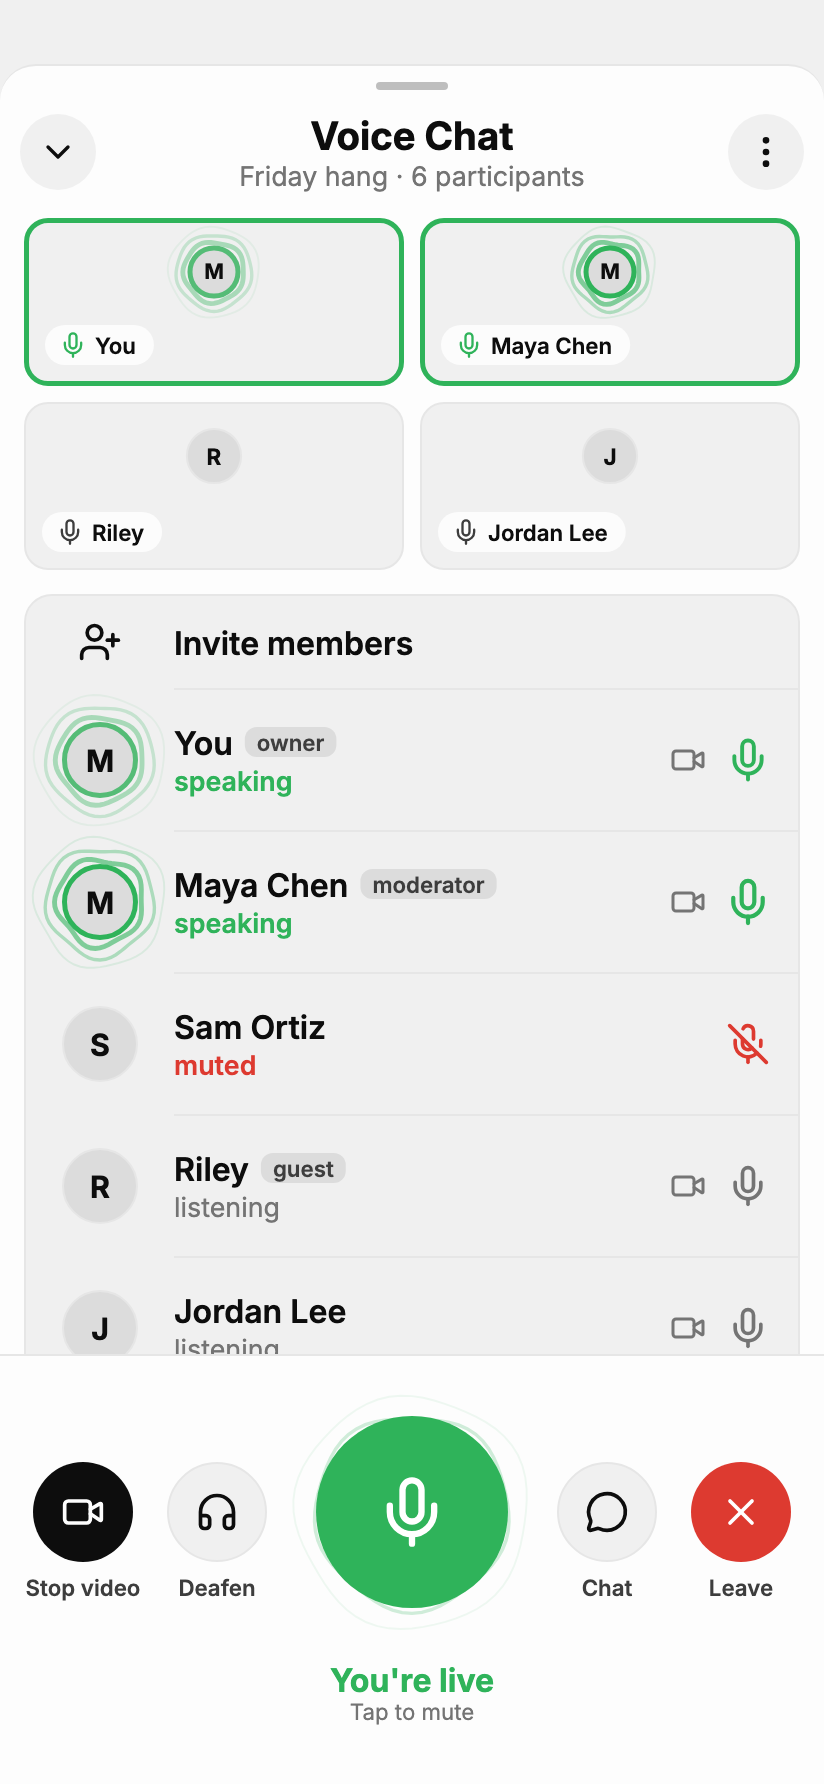 Voice Chat
Friday hang · 6 participants
M
You
M
Maya Chen
R
Riley
J
Jordan Lee
Invite members
M
You owner
speaking
M
Maya Chen moderator
speaking
S
Sam Ortiz
muted
R
Riley guest
listening
J
Jordan Lee
listening
Stop video
Deafen
Chat
Leave
You're live
Tap to mute